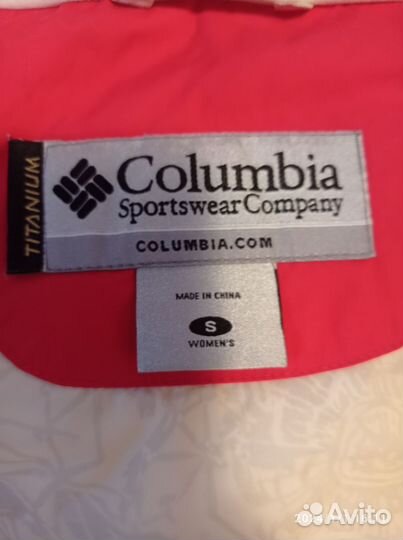 TITANIUM
Columbia
Sportswear Company
COLUMBIA.COM
MADE IN CHINA
S
WOMEN'S
Avito